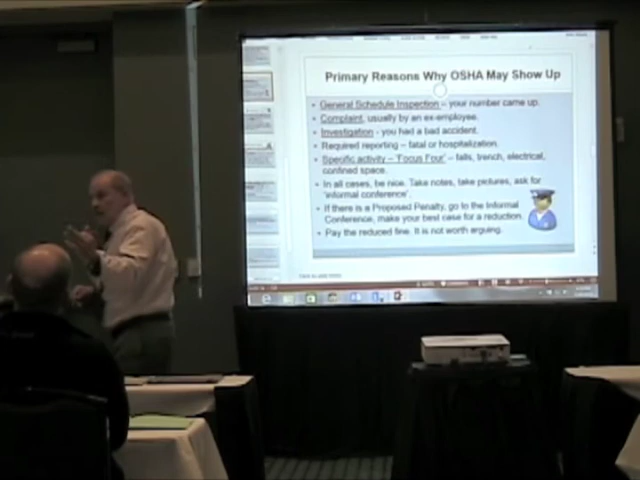 Primary Reasons Why OSHA May Show Up
• General Schedule Inspection – your number came up.
• Complaint, usually by an ex-employee.
• Investigation - you had a bad accident.
• Required reporting – fatal or hospitalization.
• Specific activity – 'Focus Four' – falls, trench, electrical,
confined space.
• In all cases, be nice. Take notes, take pictures, ask for
'informal conference'.
• If there is a Proposed Penalty, go to the Informal
Conference, make your best case for a reduction.
• Pay the reduced fine. It is not worth arguing.
Click to add notes